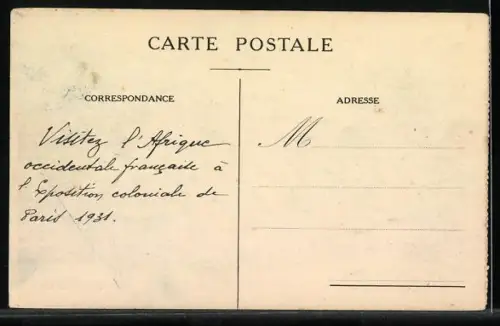 CARTE POSTALE
CORRESPONDANCE
ADRESSE
Visitez l'Afrique
occidentale française à
l'Exposition coloniale de
Paris 1931.
M